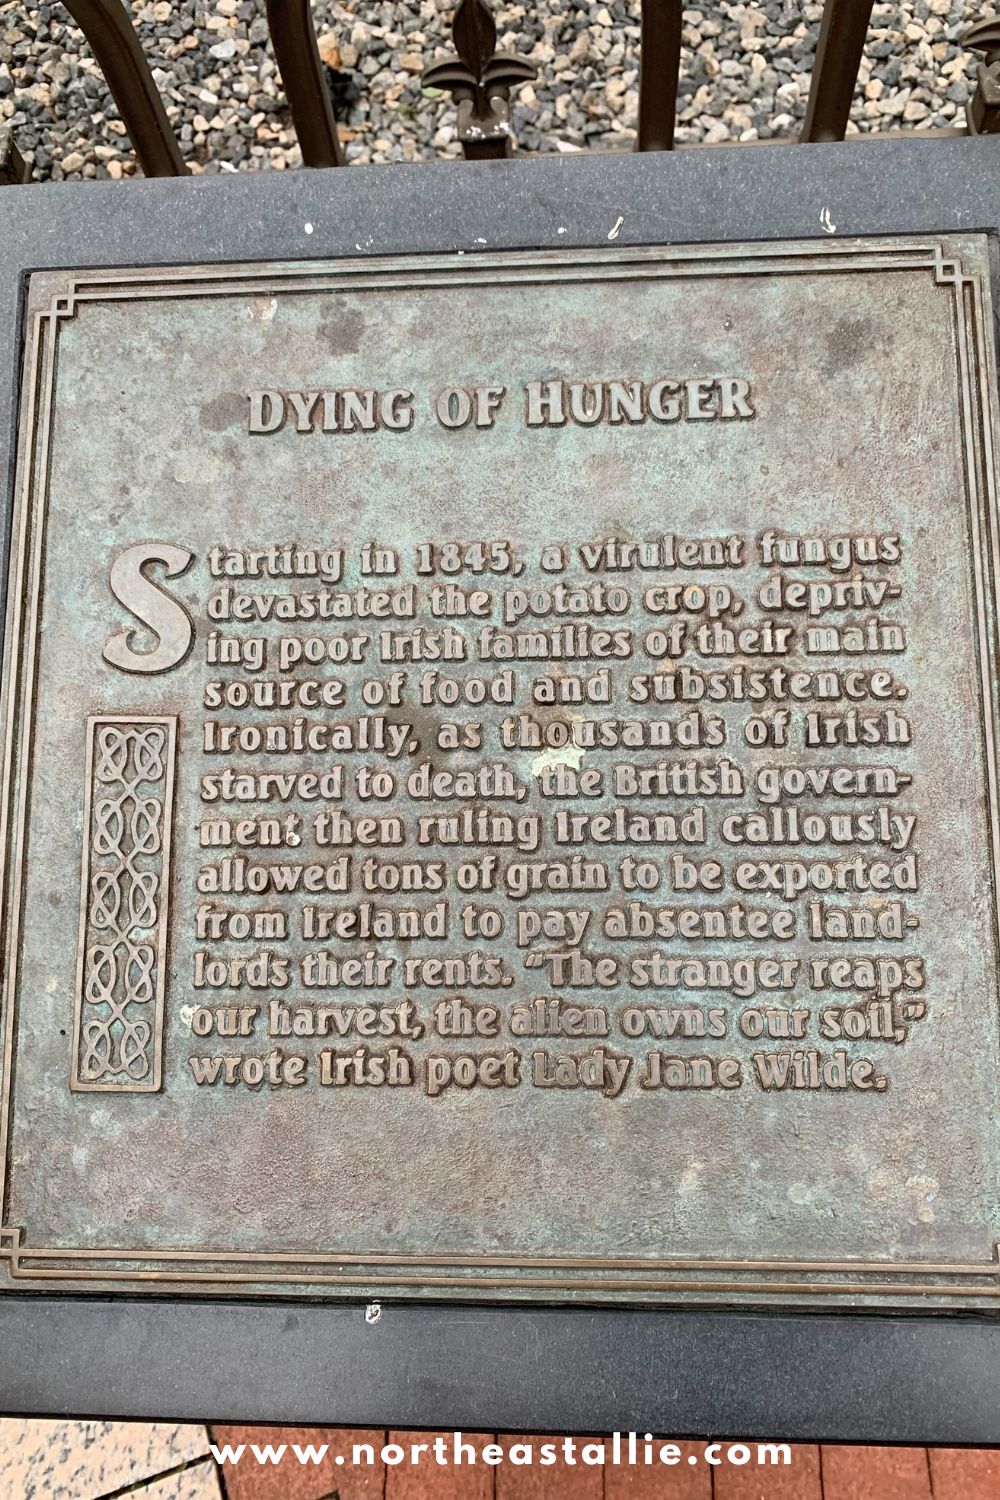 DYING OF HUNGER
Starting in 1845, a virulent fungus
devastated the potato crop, depriv-
ing poor Irish families of their main
source of food and subsistence.
Ironically, as thousands of Irish
starved to death, the British govern-
ment then ruling Ireland callously
allowed tons of grain to be exported
from Ireland to pay absentee land-
lords their rents. "The stranger reaps
our harvest, the alien owns our soil,"
wrote Irish poet Lady Jane Wilde.
www.northeastallie.com